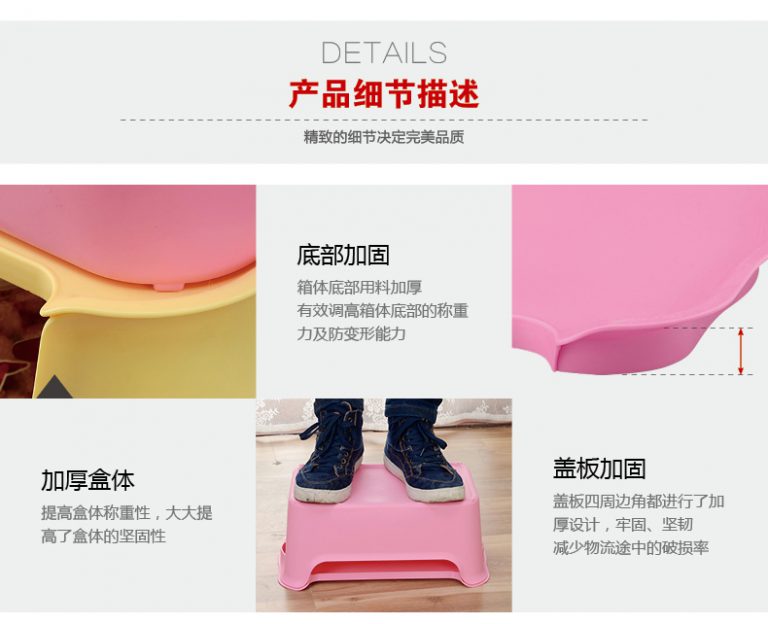 DETAILS
产品细节描述
精致的细节决定完美品质
底部加固
箱体底部用料加厚
有效调高箱体底部的称重
力及防变形能力
加厚盒体
提高盒体称重性，大大提
高了盒体的坚固性
盖板加固
盖板四周边角都进行了加
厚设计，牢固、坚韧
减少物流途中的破损率